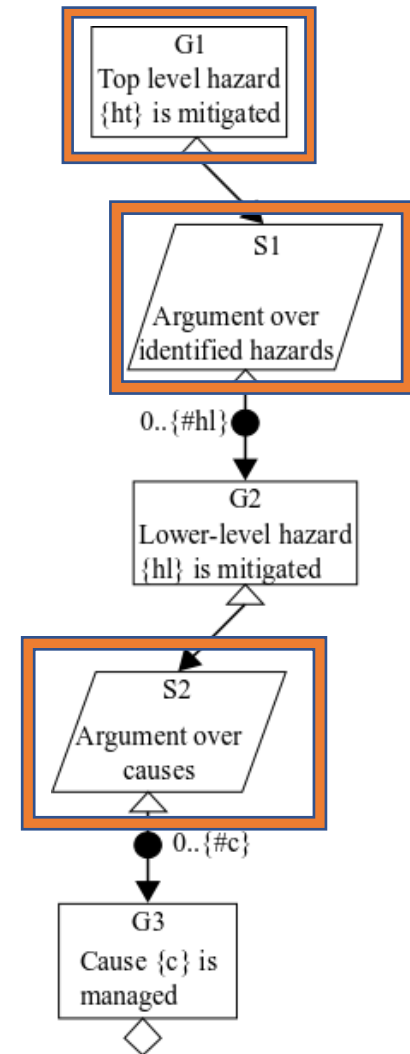 G1
Top level hazard
{ht} is mitigated
S1
Argument over
identified hazards
0..{#hl}
G2
Lower-level hazard
{hl} is mitigated
S2
Argument over
causes
0..{#c}
G3
Cause {c} is
managed